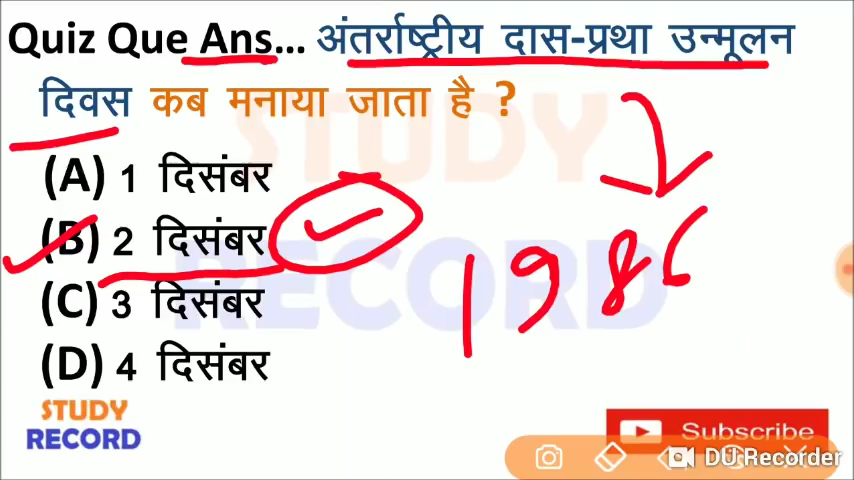 Quiz Que Ans... अंतर्राष्ट्रीय दास-प्रथा उन्मूलन
दिवस कब मनाया जाता है ?
(A) 1 दिसंबर
(B) 2 दिसंबर
(C) 3 दिसंबर
(D) 4 दिसंबर
1986
STUDY
RECORD
STUDY
RECORD
Subscribe
DU Recorder